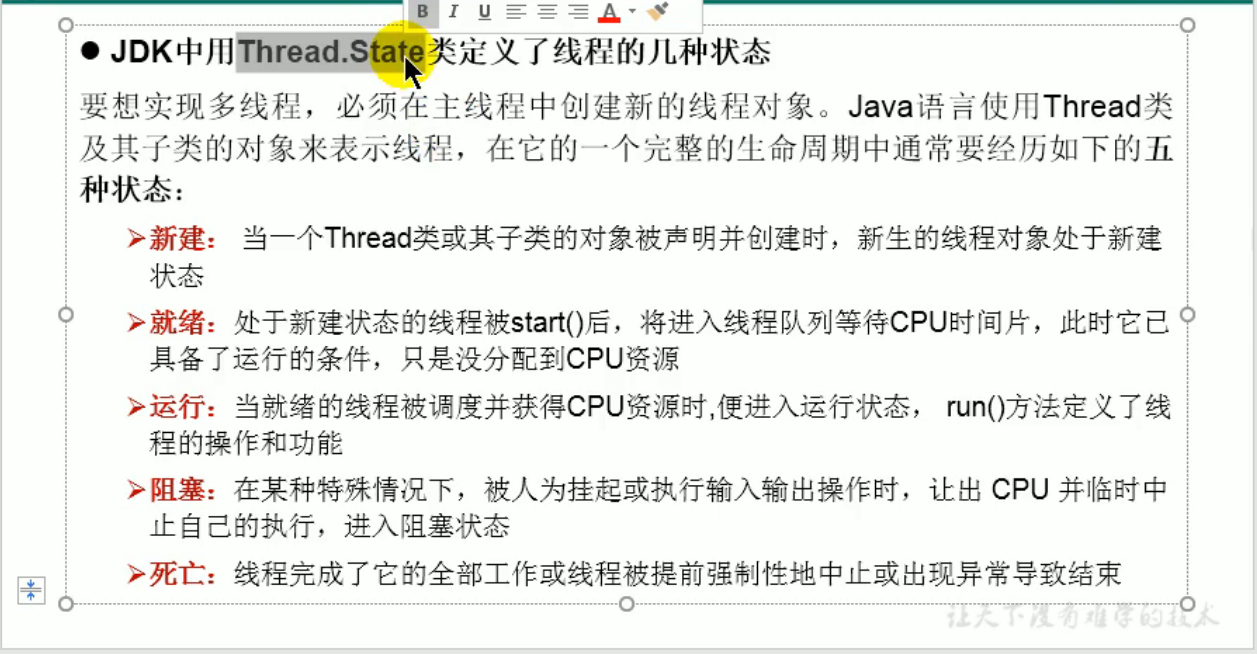 B I U A
JDK中用Thread.State类定义了线程的几种状态
要想实现多线程，必须在主线程中创建新的线程对象。Java语言使用Thread类
及其子类的对象来表示线程，在它的一个完整的生命周期中通常要经历如下的五
种状态：
新建： 当一个Thread类或其子类的对象被声明并创建时，新生的线程对象处于新建
状态
就绪：处于新建状态的线程被start()后，将进入线程队列等待CPU时间片，此时它已
具备了运行的条件，只是没分配到CPU资源
运行：当就绪的线程被调度并获得CPU资源时,便进入运行状态， run()方法定义了线
程的操作和功能
阻塞：在某种特殊情况下，被人为挂起或执行输入输出操作时，让出 CPU 并临时中
止自己的执行，进入阻塞状态
死亡：线程完成了它的全部工作或线程被提前强制性地中止或出现异常导致结束
让天下没有难学的技术